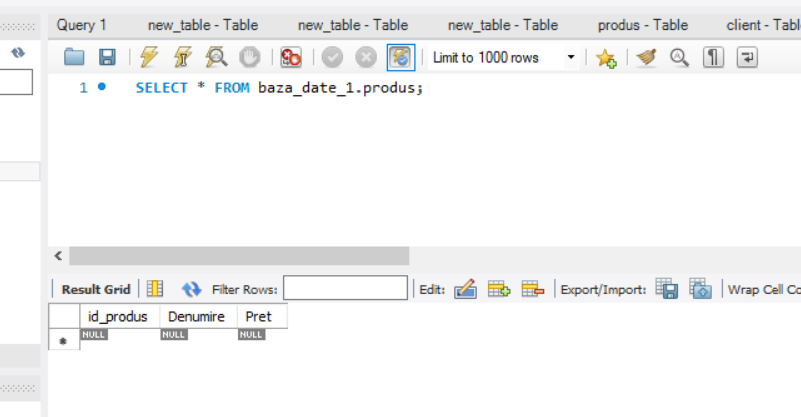 Query 1 new_table - Table new_table - Table new_table - Table produs - Table client - Tabl
Limit to 1000 rows
1 SELECT * FROM baza_date_1.produs;
Result Grid Filter Rows: Edit: Export/Import: Wrap Cell Co
id_produs Denumire Pret
NULL NULL NULL